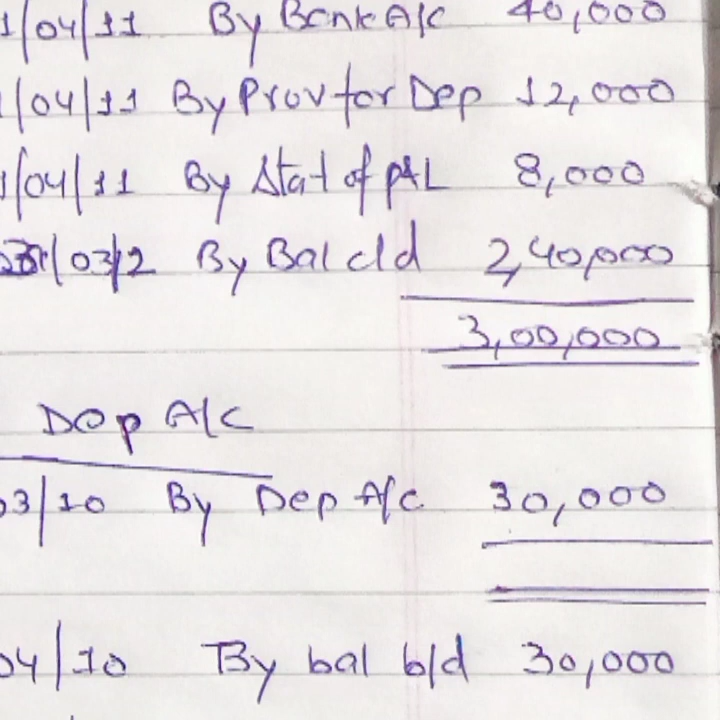 1/04/11 By Bank A/c 40,000
1/04/11 By Prov for Dep 12,000
1/04/11 By Stat of P&L 8,000
31/03/12 By Bal c/d 2,40,000
3,00,000
Dep A/c
03/10 By Dep A/c 30,000
04/10 By bal b/d 30,000